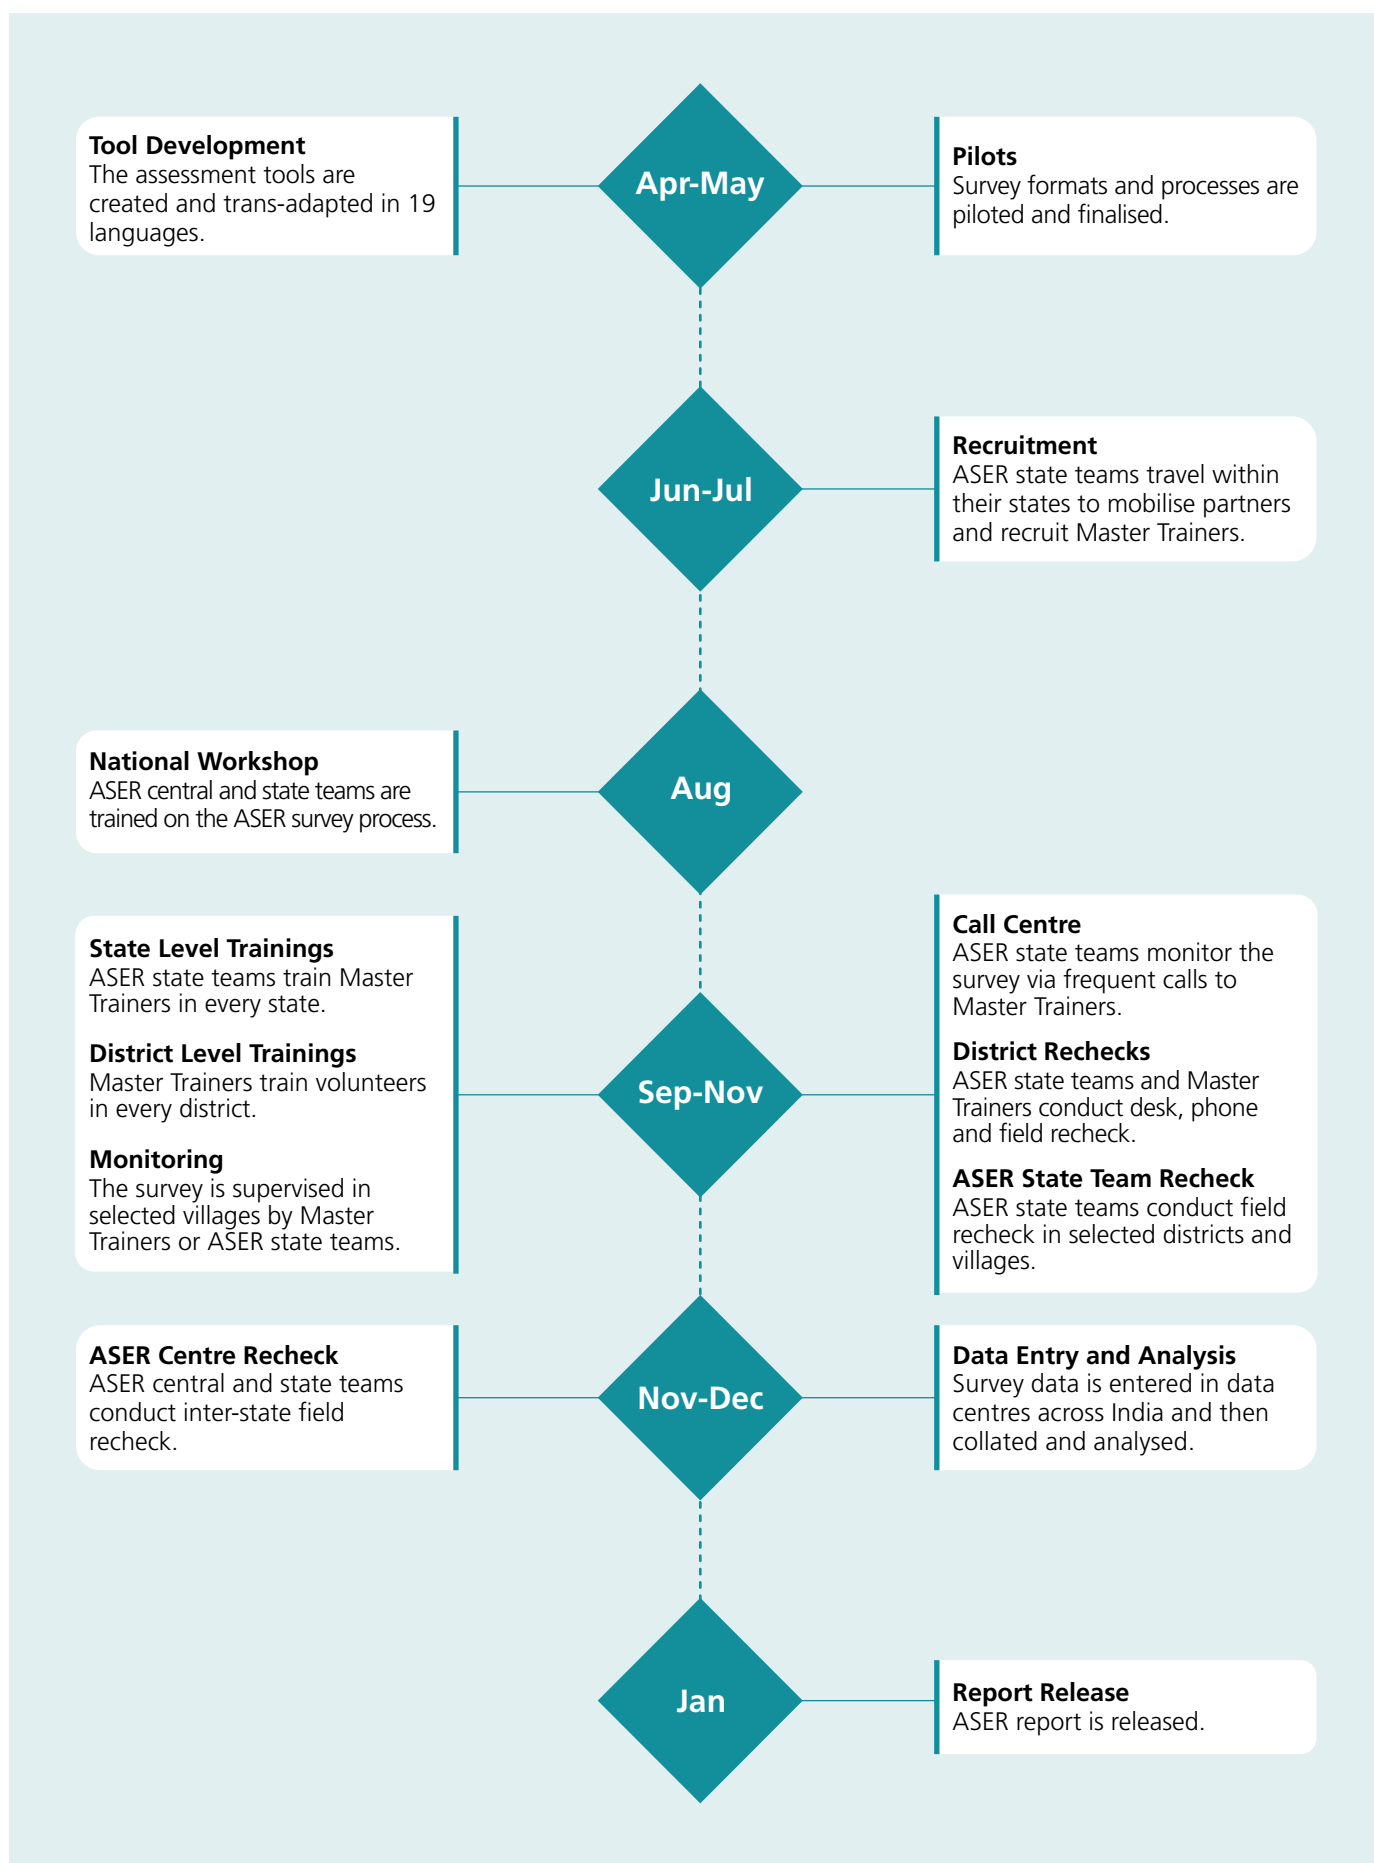 Tool Development
The assessment tools are
created and trans-adapted in 19
languages.
Apr-May
Pilots
Survey formats and processes are
piloted and finalised.
Jun-Jul
Recruitment
ASER state teams travel within
their states to mobilise partners
and recruit Master Trainers.
National Workshop
ASER central and state teams are
trained on the ASER survey process.
Aug
State Level Trainings
ASER state teams train Master
Trainers in every state.
District Level Trainings
Master Trainers train volunteers
in every district.
Monitoring
The survey is supervised in
selected villages by Master
Trainers or ASER state teams.
Sep-Nov
Call Centre
ASER state teams monitor the
survey via frequent calls to
Master Trainers.
District Rechecks
ASER state teams and Master
Trainers conduct desk, phone
and field recheck.
ASER State Team Recheck
ASER state teams conduct field
recheck in selected districts and
villages.
ASER Centre Recheck
ASER central and state teams
conduct inter-state field
recheck.
Nov-Dec
Data Entry and Analysis
Survey data is entered in data
centres across India and then
collated and analysed.
Jan
Report Release
ASER report is released.